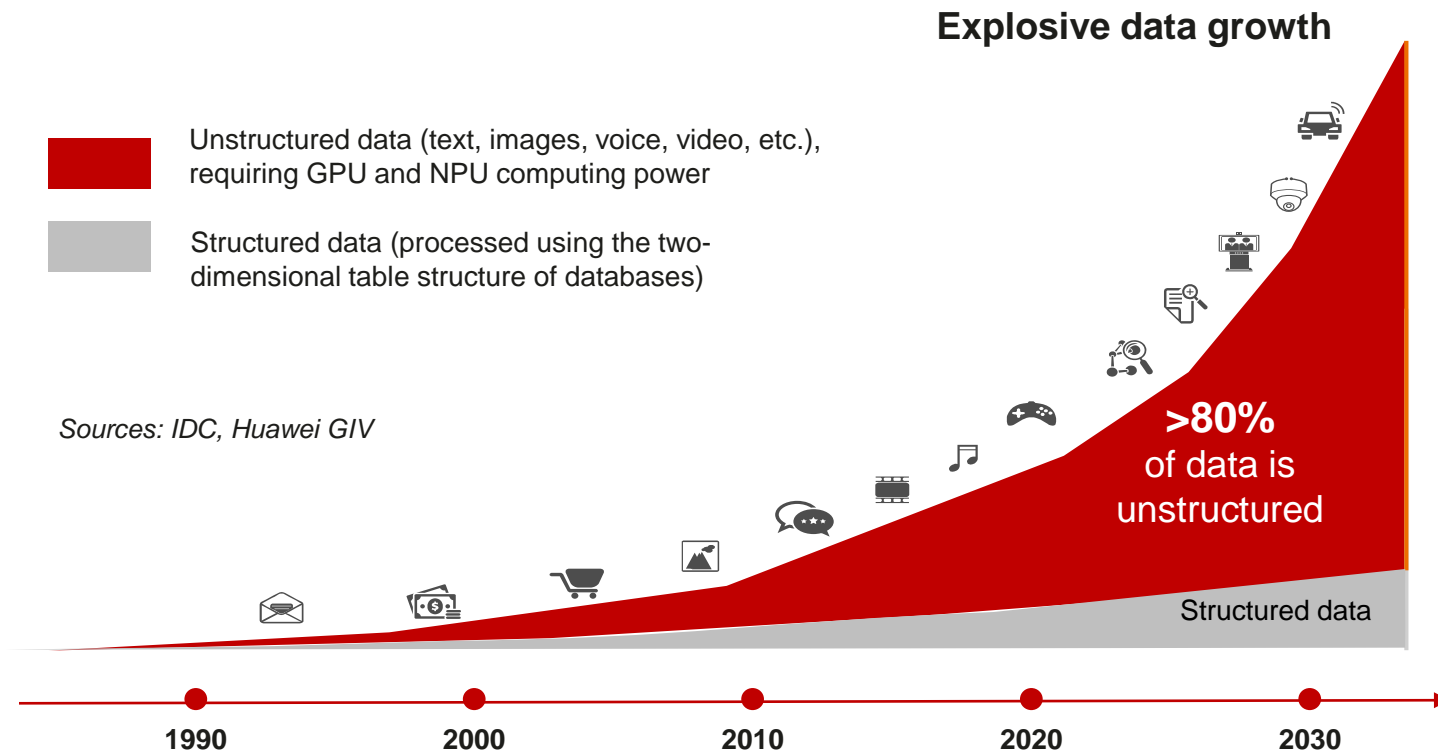 Explosive data growth
Unstructured data (text, images, voice, video, etc.),
requiring GPU and NPU computing power
Structured data (processed using the two-
dimensional table structure of databases)
Sources: IDC, Huawei GIV
>80%
of data is
unstructured
Structured data
1990
2000
2010
2020
2030